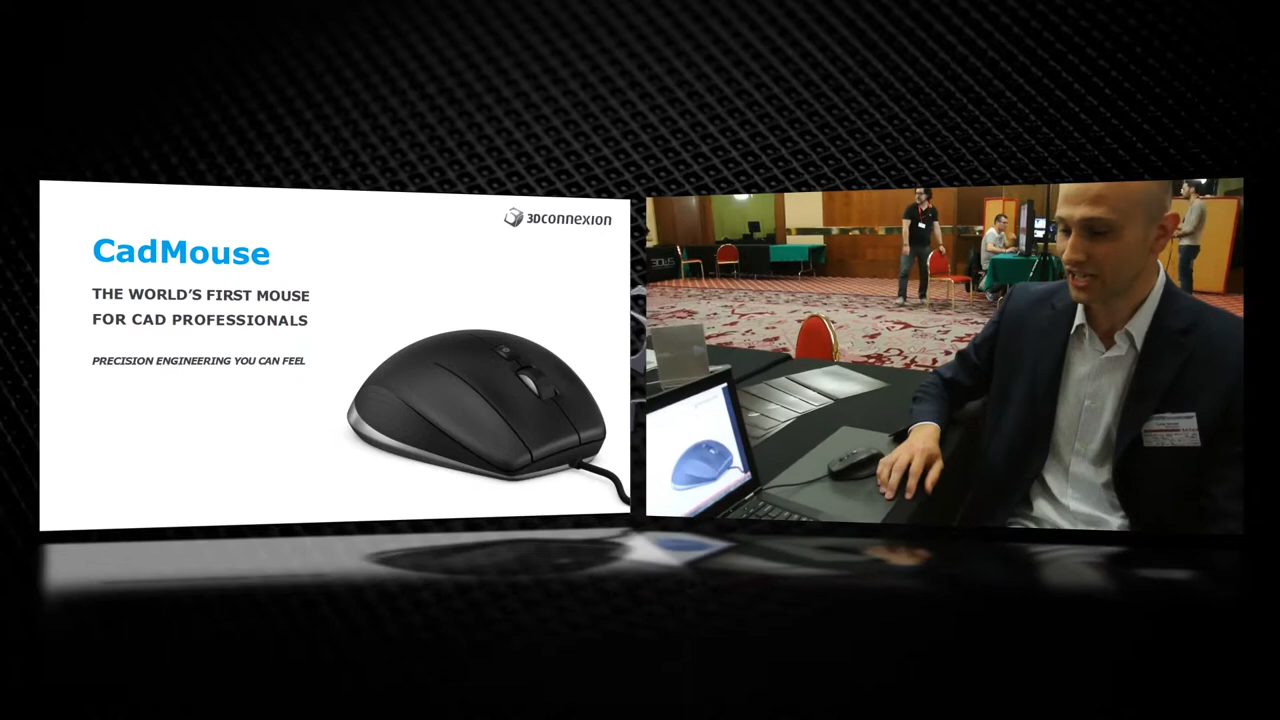 3DCONNEXION
CadMouse
THE WORLD'S FIRST MOUSE
FOR CAD PROFESSIONALS
PRECISION ENGINEERING YOU CAN FEEL